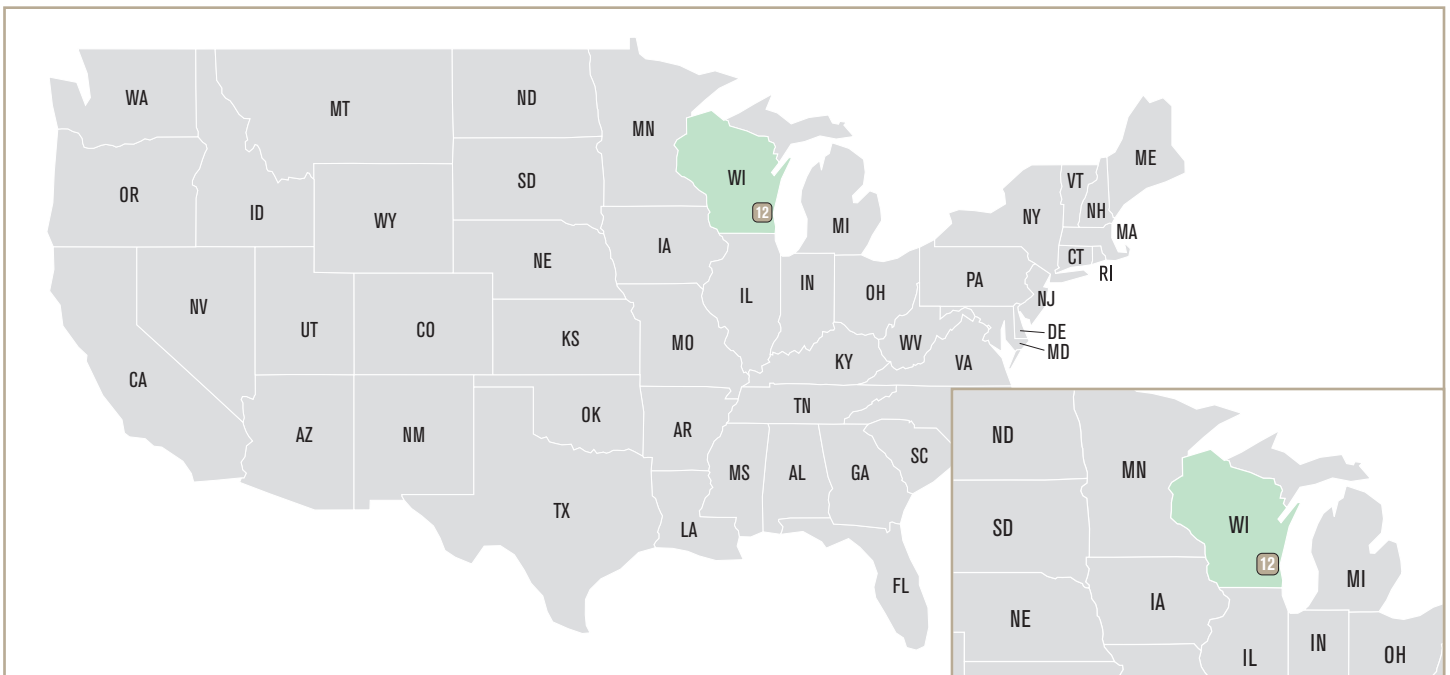 WA
MT
ND
MN
ME
OR
ID
WY
SD
WI
12
MI
VT
NH
NY
MA
CT
RI
NV
UT
CO
NE
IA
IL
IN
OH
PA
NJ
DE
MD
CA
KS
MO
KY
WV
VA
AZ
NM
OK
AR
TN
MS
AL
GA
SC
TX
LA
FL
ND
MN
SD
WI
12
MI
NE
IA
IL
IN
OH